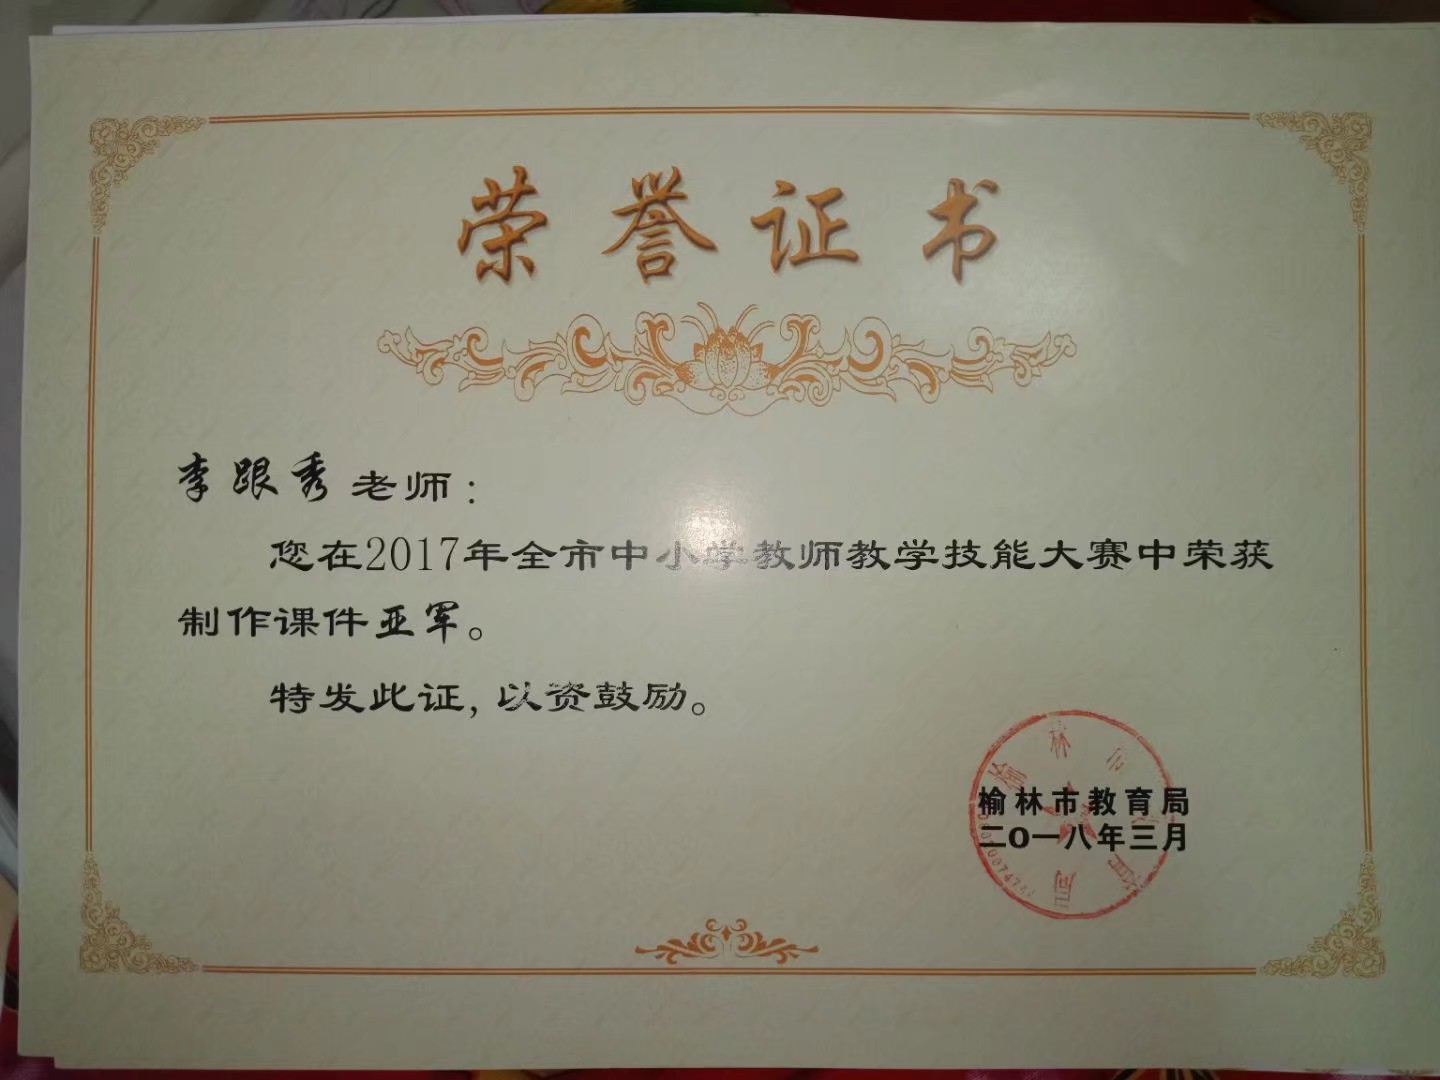 荣誉证书
李跟秀老师：
您在2017年全市中小学教师教学技能大赛中荣获
制作课件亚军。
特发此证，以资鼓励。
榆林市教育局
二〇一八年三月